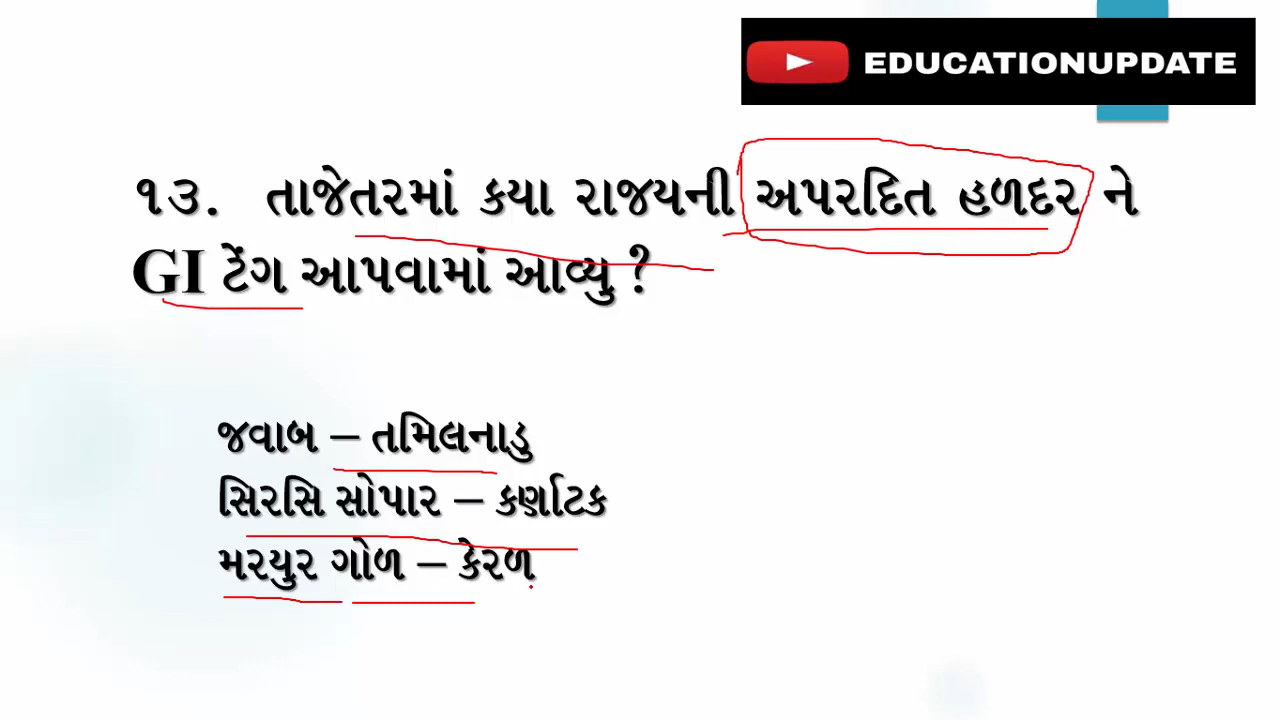 EDUCATIONUPDATE
૧૩. તાજેતરમાં કયા રાજયની અપરદિત હળદર ને
GI ટેંગ આપવામાં આવ્યુ ?
જવાબ – તમિલનાડુ
સિરસિ સોપાર – કર્ણાટક
મરયુર ગોળ – કેરળ